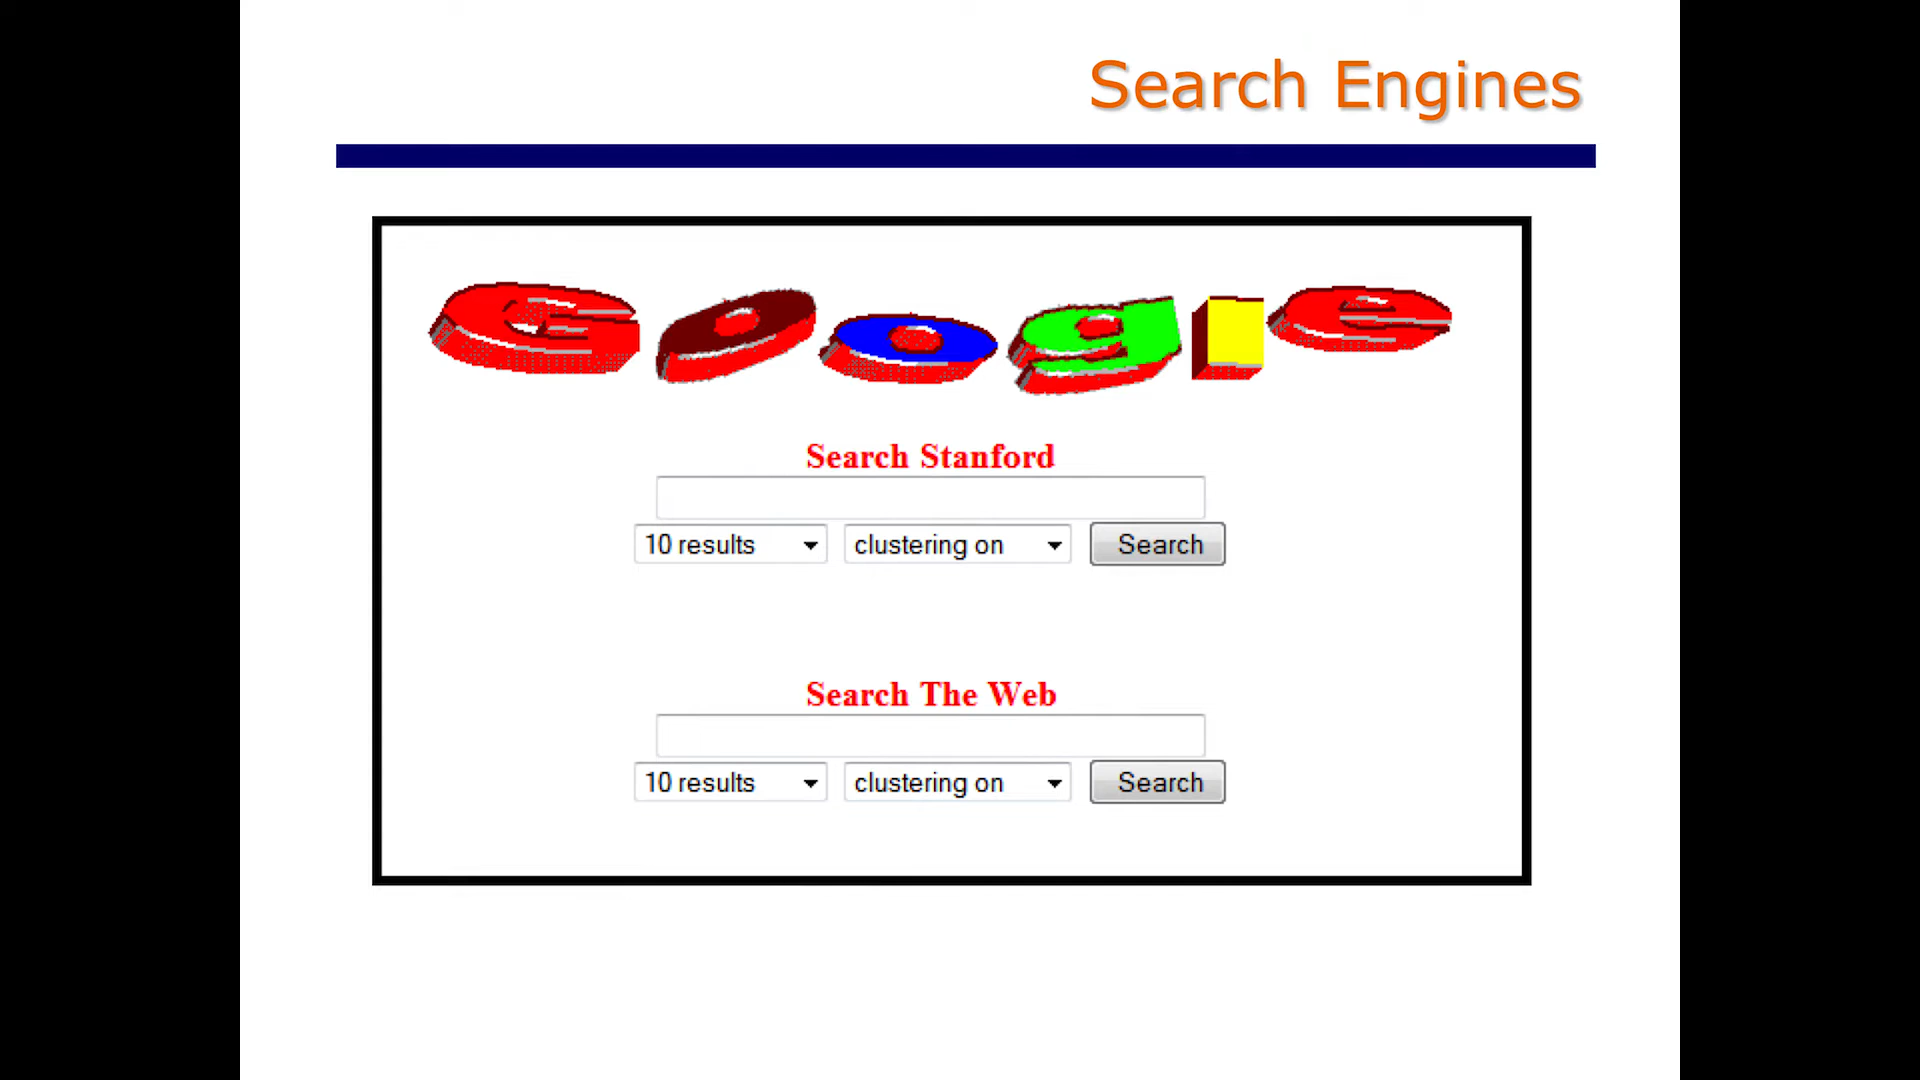 Search Engines
Google
Search Stanford
10 results clustering on Search
Search The Web
10 results clustering on Search